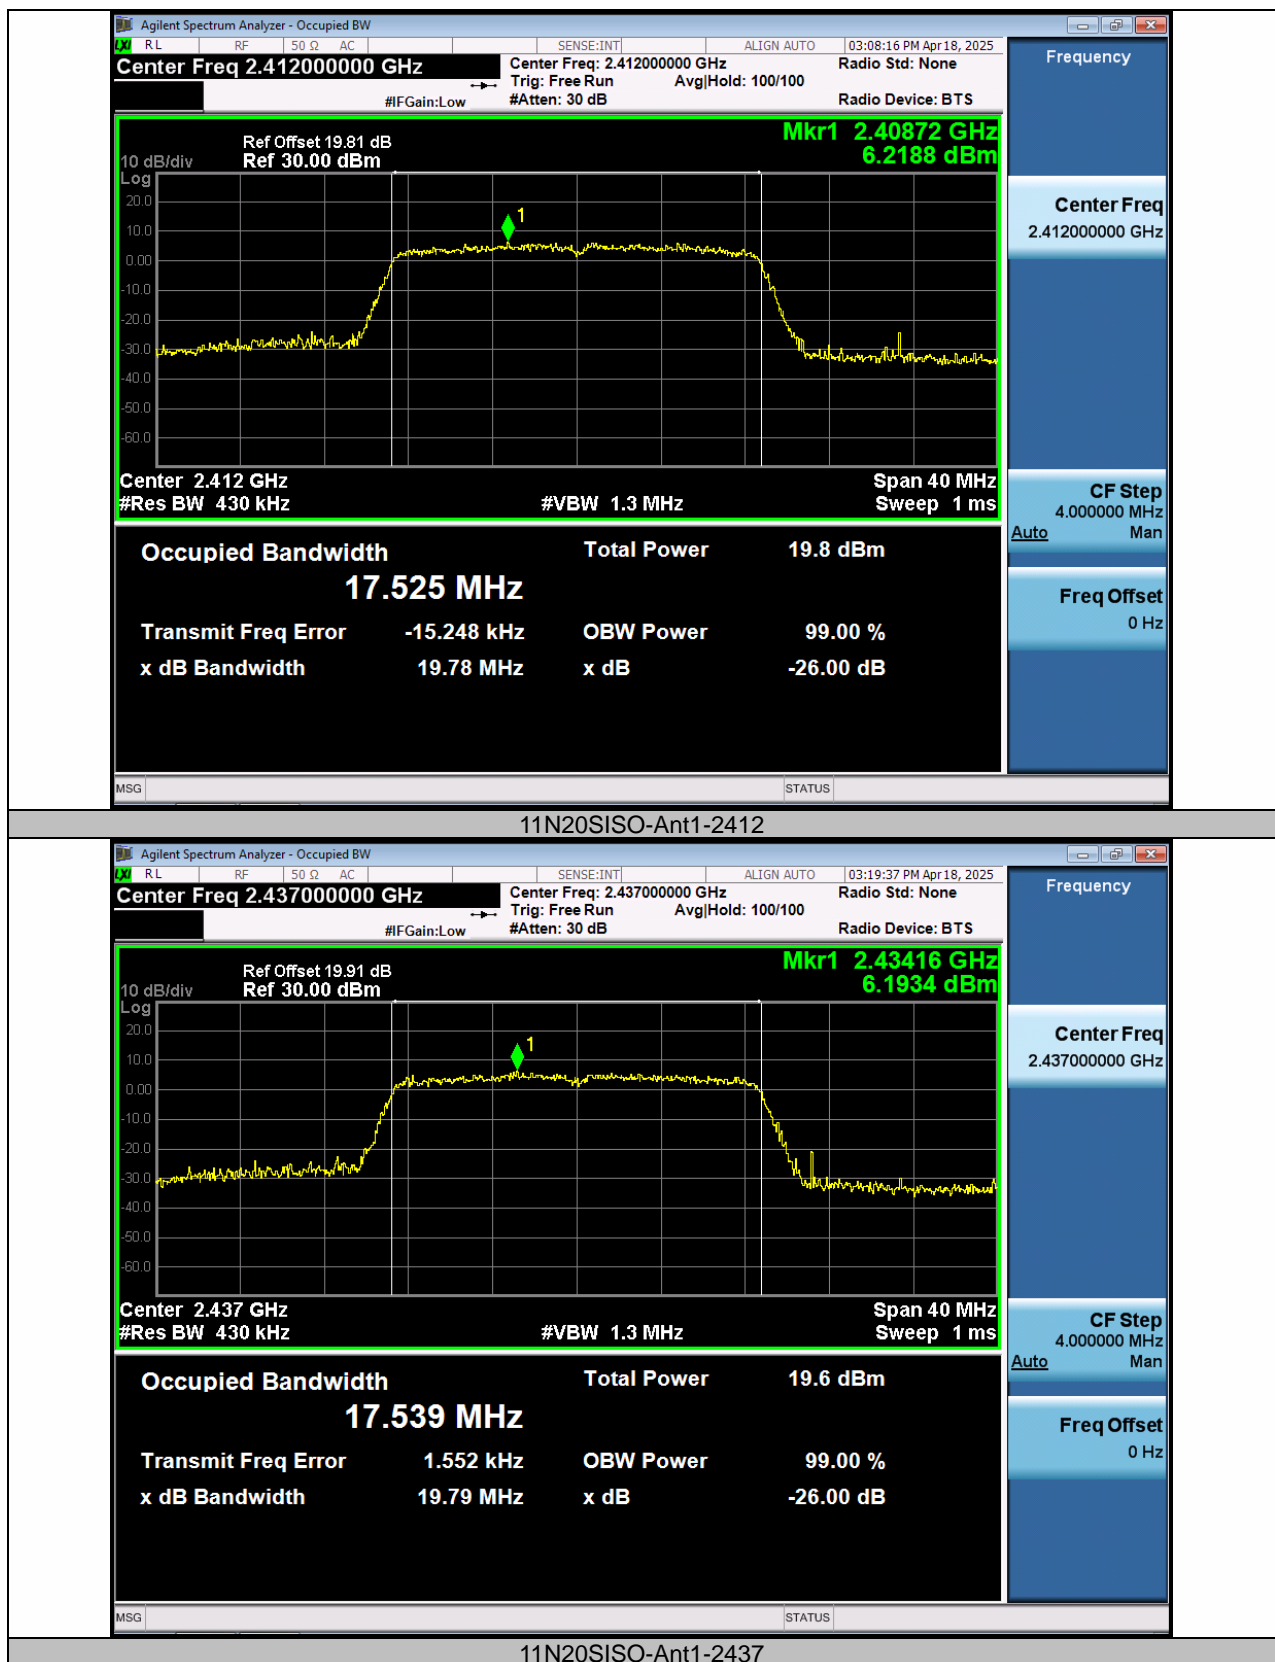 Agilent Spectrum Analyzer - Occupied BW
LXI RL RF 50 Ω AC SENSE:INT ALIGN AUTO 03:08:16 PM Apr 18, 2025
Center Freq 2.412000000 GHz
Center Freq: 2.412000000 GHz Radio Std: None
Trig: Free Run Avg|Hold: 100/100
#IFGain:Low #Atten: 30 dB Radio Device: BTS
Frequency
Mkr1 2.40872 GHz
6.2188 dBm
Ref Offset 19.81 dB
10 dB/div Ref 30.00 dBm
Log
20.0
10.0
0.00
-10.0
-20.0
-30.0
-40.0
-50.0
-60.0
1
Center 2.412 GHz Span 40 MHz
#Res BW 430 kHz #VBW 1.3 MHz Sweep 1 ms
Center Freq
2.412000000 GHz
CF Step
4.000000 MHz
Auto Man
Freq Offset
0 Hz
Occupied Bandwidth Total Power 19.8 dBm
17.525 MHz
Transmit Freq Error -15.248 kHz OBW Power 99.00 %
x dB Bandwidth 19.78 MHz x dB -26.00 dB
MSG STATUS
11N20SISO-Ant1-2412
Agilent Spectrum Analyzer - Occupied BW
LXI RL RF 50 Ω AC SENSE:INT ALIGN AUTO 03:19:37 PM Apr 18, 2025
Center Freq 2.437000000 GHz
Center Freq: 2.437000000 GHz Radio Std: None
Trig: Free Run Avg|Hold: 100/100
#IFGain:Low #Atten: 30 dB Radio Device: BTS
Frequency
Mkr1 2.43416 GHz
6.1934 dBm
Ref Offset 19.91 dB
10 dB/div Ref 30.00 dBm
Log
20.0
10.0
0.00
-10.0
-20.0
-30.0
-40.0
-50.0
-60.0
1
Center 2.437 GHz Span 40 MHz
#Res BW 430 kHz #VBW 1.3 MHz Sweep 1 ms
Center Freq
2.437000000 GHz
CF Step
4.000000 MHz
Auto Man
Freq Offset
0 Hz
Occupied Bandwidth Total Power 19.6 dBm
17.539 MHz
Transmit Freq Error 1.552 kHz OBW Power 99.00 %
x dB Bandwidth 19.79 MHz x dB -26.00 dB
MSG STATUS
11N20SISO-Ant1-2437